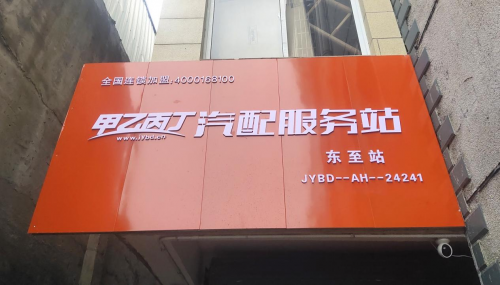 全国连锁加盟:4000168100
甲乙丙丁汽配服务站
www.jybd.cn
东至站
JYBD--AH--24241